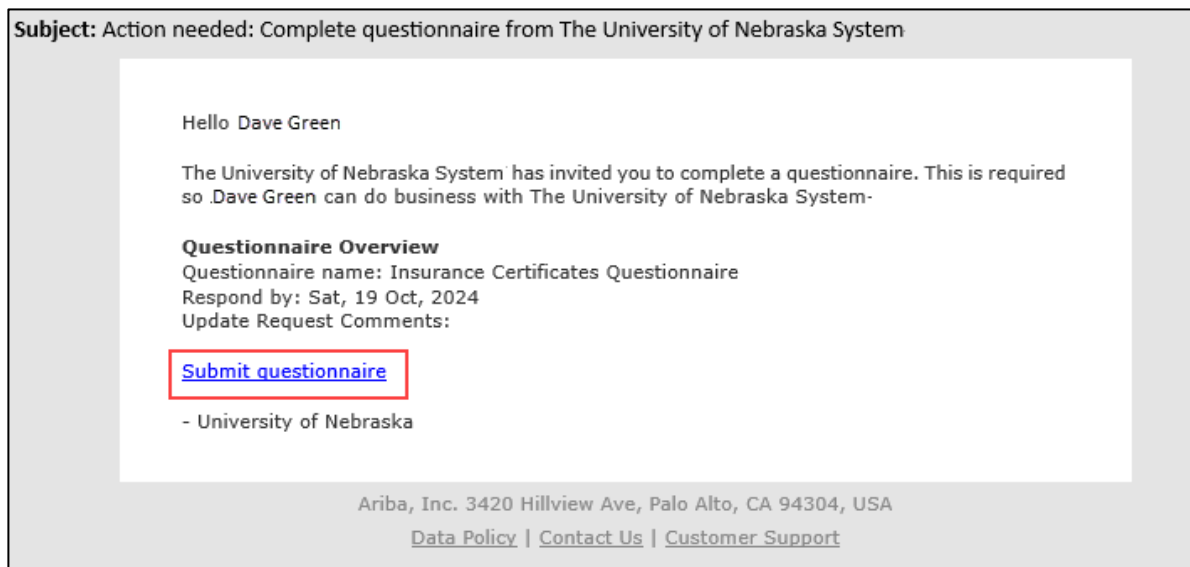 Subject: Action needed: Complete questionnaire from The University of Nebraska System
Hello Dave Green
The University of Nebraska System has invited you to complete a questionnaire. This is required
so .Dave Green can do business with The University of Nebraska System-
Questionnaire Overview
Questionnaire name: Insurance Certificates Questionnaire
Respond by: Sat, 19 Oct, 2024
Update Request Comments:
Submit questionnaire
- University of Nebraska
Ariba, Inc. 3420 Hillview Ave, Palo Alto, CA 94304, USA
Data Policy | Contact Us | Customer Support